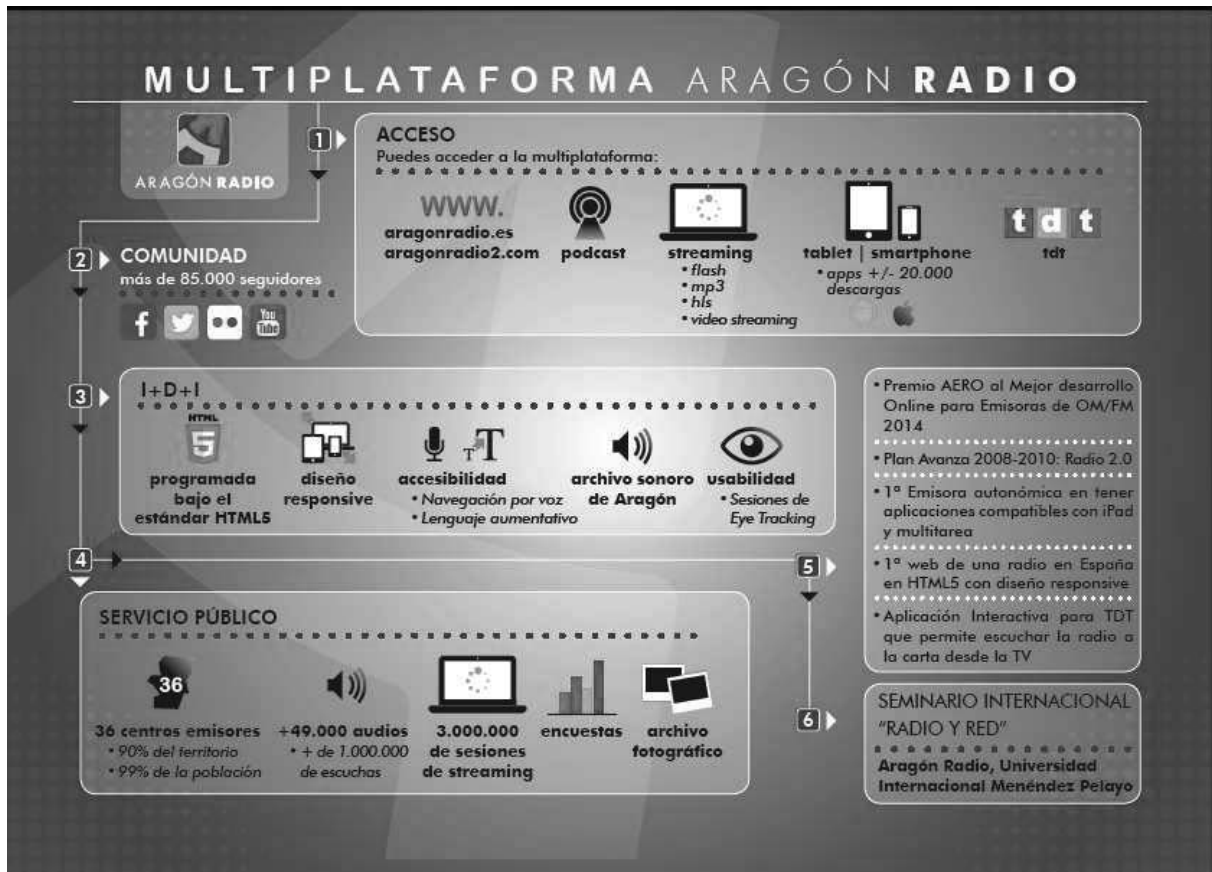 MULTIPLATAFORMA ARAGÓN RADIO
ARAGÓN RADIO
1
ACCESO
Puedes acceder a la multiplataforma:
www.
aragonradio.es
aragonradio2.com
podcast
streaming
• flash
• mp3
• hls
• video streaming
tablet | smartphone
• apps +/- 20.000
descargas
t d t
tdt
2
COMUNIDAD
más de 85.000 seguidores
f
You
Tube
3
I+D+I
HTML
5
programada
bajo el
estándar HTML5
diseño
responsive
T T
accesibilidad
• Navegación por voz
• Lenguaje aumentativo
archivo sonoro
de Aragón
usabilidad
• Sesiones de
Eye Tracking
4
SERVICIO PÚBLICO
36
36 centros emisores
• 90% del territorio
• 99% de la población
+49.000 audios
• + de 1.000.000
de escuchas
3.000.000
de sesiones
de streaming
encuestas
archivo
fotográfico
5
• Premio AERO al Mejor desarrollo
Online para Emisoras de OM/FM
2014
• Plan Avanza 2008-2010: Radio 2.0
• 1ª Emisora autonómica en tener
aplicaciones compatibles con iPad
y multitarea
• 1ª web de una radio en España
en HTML5 con diseño responsive
• Aplicación Interactiva para TDT
que permite escuchar la radio a
la carta desde la TV
6
SEMINARIO INTERNACIONAL
"RADIO Y RED"
Aragón Radio, Universidad
Internacional Menéndez Pelayo